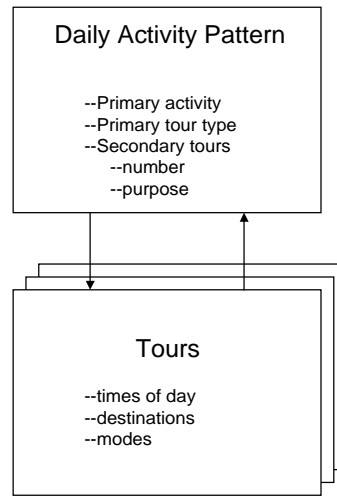 Daily Activity Pattern
--Primary activity
--Primary tour type
--Secondary tours
--number
--purpose
Tours
--times of day
--destinations
--modes